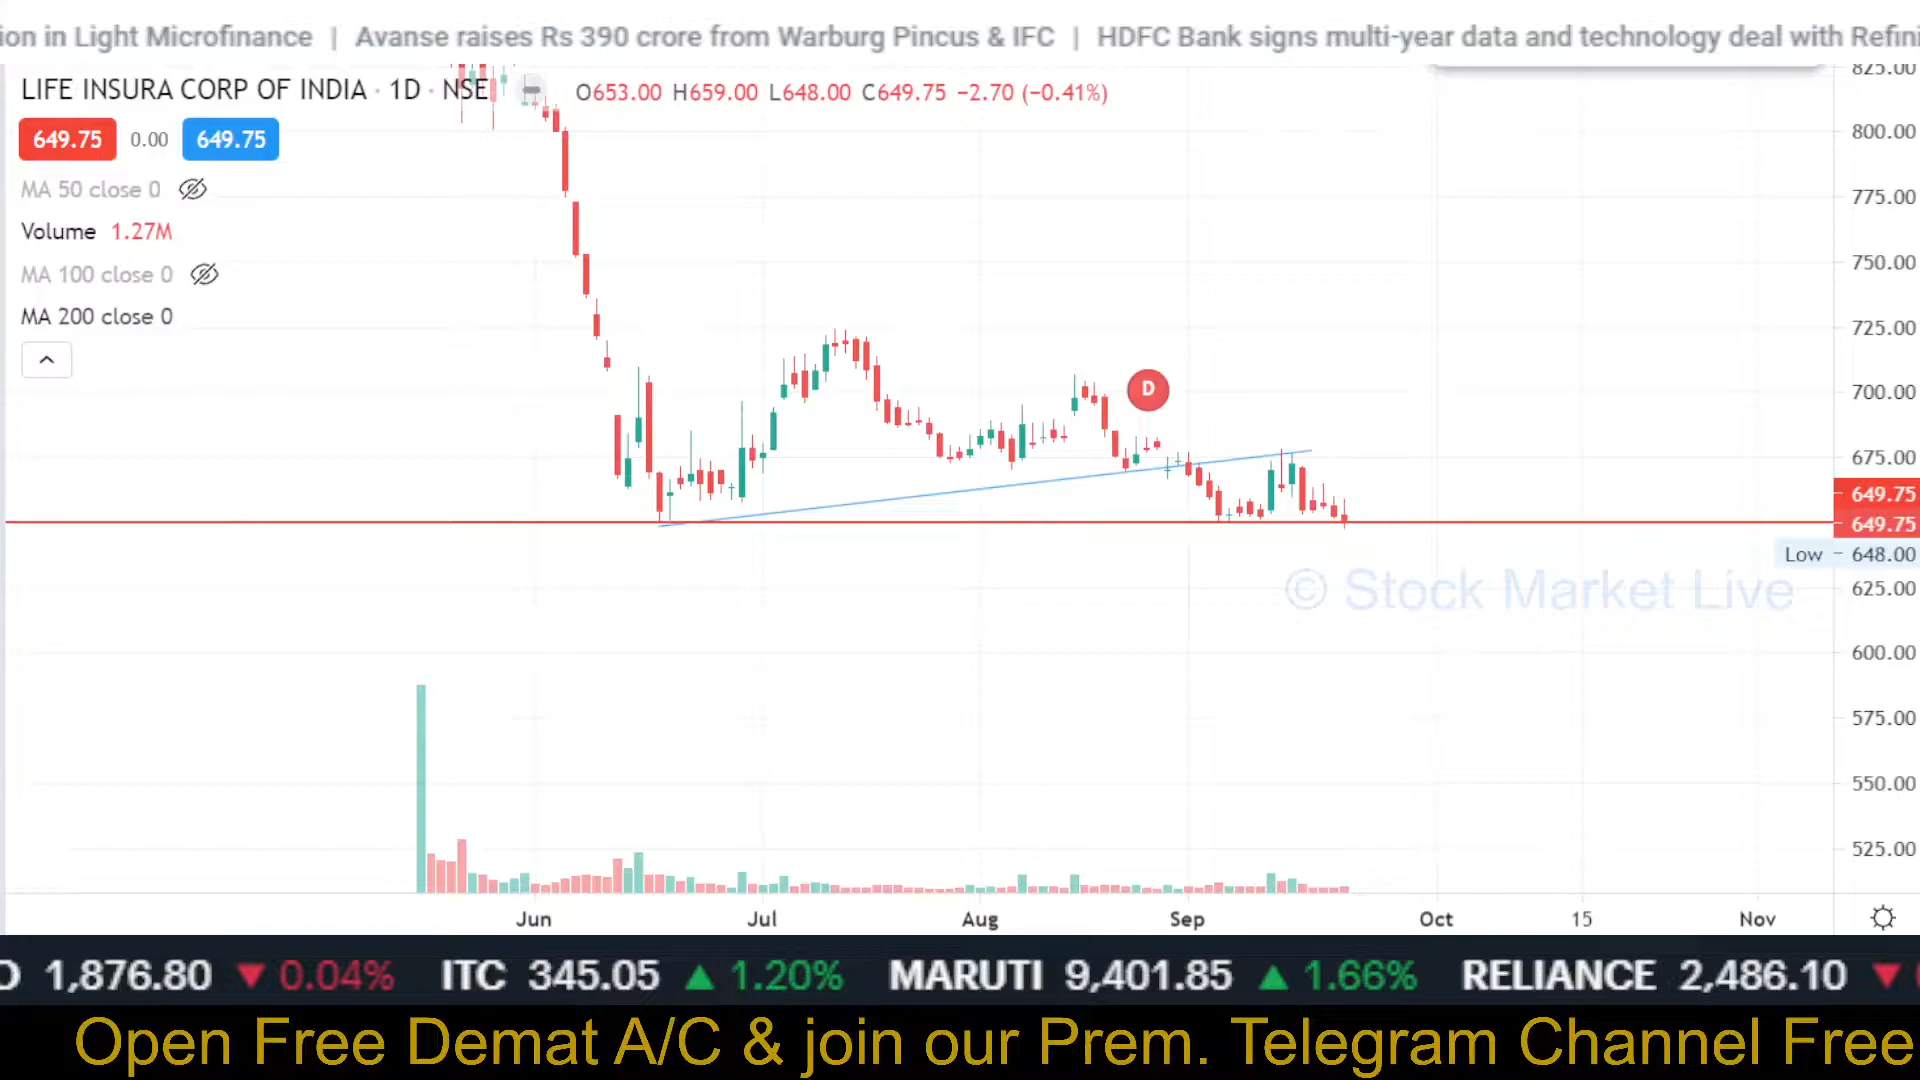 ion in Light Microfinance | Avanse raises Rs 390 crore from Warburg Pincus & IFC | HDFC Bank signs multi-year data and technology deal with Refini
LIFE INSURA CORP OF INDIA · 1D · NSE O653.00 H659.00 L648.00 C649.75 −2.70 (−0.41%)
649.75 0.00 649.75
MA 50 close 0
Volume 1.27M
MA 100 close 0
MA 200 close 0
D
825.00
800.00
775.00
750.00
725.00
700.00
675.00
649.75
649.75
Low 648.00
625.00
600.00
575.00
550.00
525.00
© Stock Market Live
Jun Jul Aug Sep Oct 15 Nov
1,876.80 ▼ 0.04% ITC 345.05 ▲ 1.20% MARUTI 9,401.85 ▲ 1.66% RELIANCE 2,486.10 ▼
Open Free Demat A/C & join our Prem. Telegram Channel Free